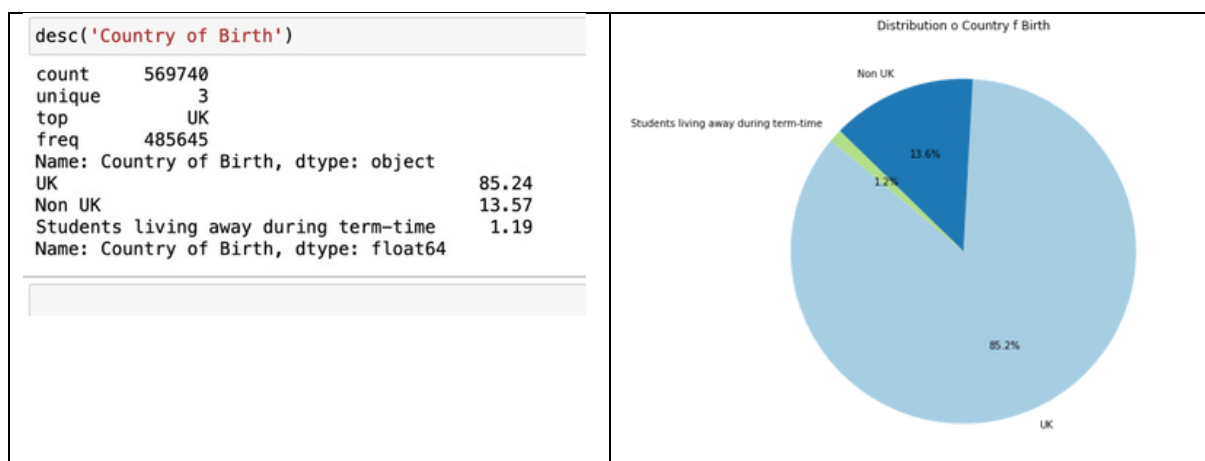 desc('Country of Birth')
count 569740
unique 3
top UK
freq 485645
Name: Country of Birth, dtype: object
UK 85.24
Non UK 13.57
Students living away during term-time 1.19
Name: Country of Birth, dtype: float64
Distribution o Country f Birth
Non UK
Students living away during term-time
13.6%
1.2%
85.2%
UK